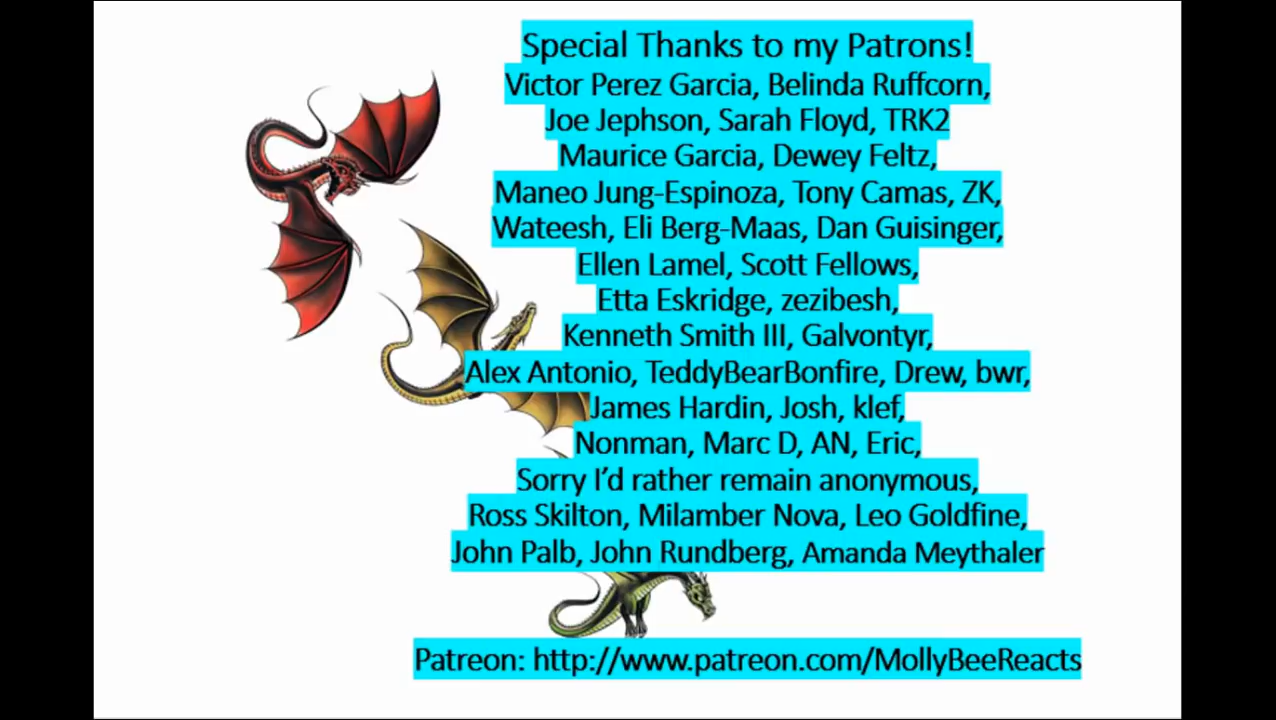 Special Thanks to my Patrons!
Victor Perez Garcia, Belinda Ruffcorn,
Joe Jephson, Sarah Floyd, TRK2
Maurice Garcia, Dewey Feltz,
Maneo Jung-Espinoza, Tony Camas, ZK,
Wateesh, Eli Berg-Maas, Dan Guisinger,
Ellen Lamel, Scott Fellows,
Etta Eskridge, zezibesh,
Kenneth Smith III, Galvontyr,
Alex Antonio, TeddyBearBonfire, Drew, bwr,
James Hardin, Josh, klef,
Nonman, Marc D, AN, Eric,
Sorry I’d rather remain anonymous,
Ross Skilton, Milamber Nova, Leo Goldfine,
John Palb, John Rundberg, Amanda Meythaler
Patreon: http://www.patreon.com/MollyBeeReacts